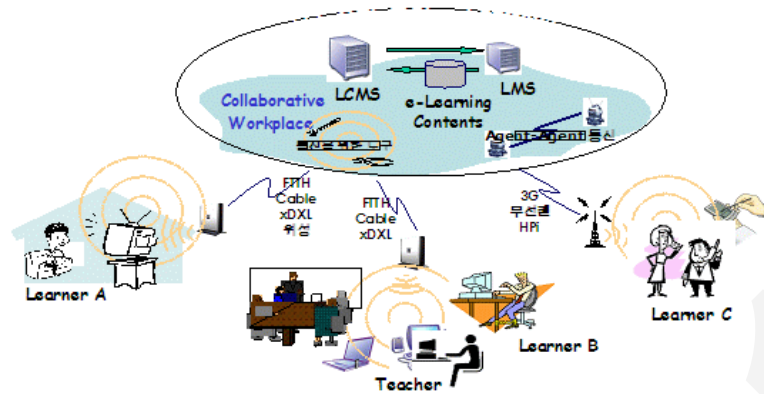 LCMS
LMS
Collaborative
Workplace
e-Learning
Contents
Agent-Agent 통신
FTTH
Cable
xDXL
위성
FTTH
Cable
xDXL
3G
무선랜
HPi
Learner A
Learner B
Learner C
Teacher